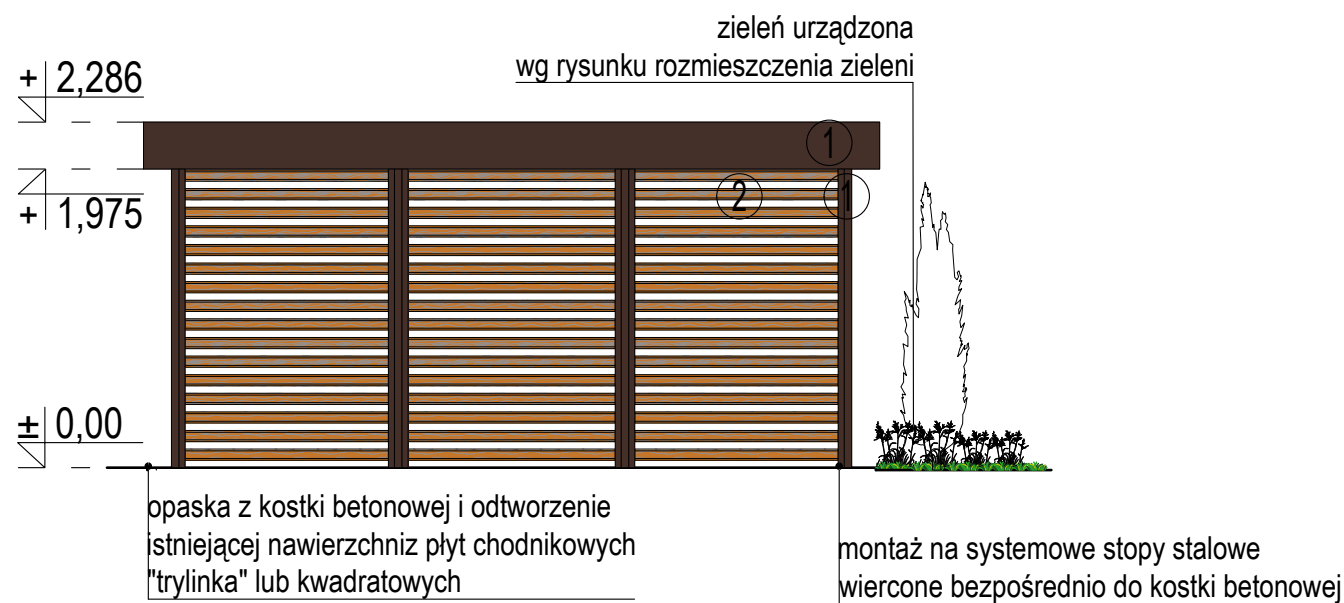 zieleń urządzona
wg rysunku rozmieszczenia zieleni
+ 2,286
1
2
1
+ 1,975
± 0,00
opaska z kostki betonowej i odtworzenie
istniejącej nawierzchniz płyt chodnikowych
"trylinka" lub kwadratowych
montaż na systemowe stopy stalowe
wiercone bezpośrednio do kostki betonowej